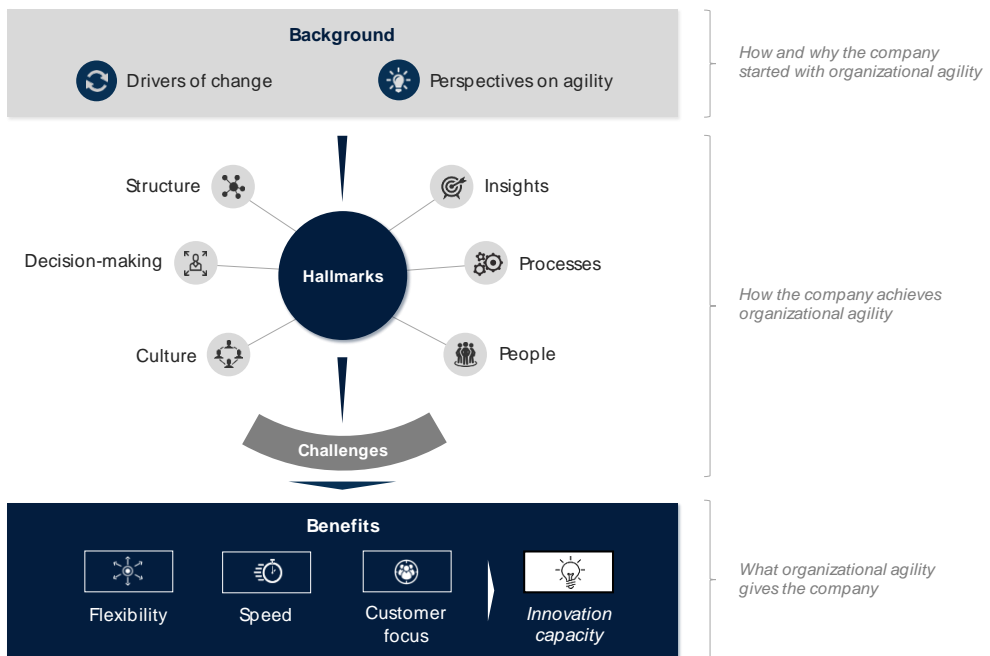 Background
Drivers of change
Perspectives on agility
How and why the company
started with organizational agility
Structure
Insights
Decision-making
Hallmarks
Processes
Culture
People
How the company achieves
organizational agility
Challenges
Benefits
Flexibility
Speed
Customer
focus
Innovation
capacity
What organizational agility
gives the company